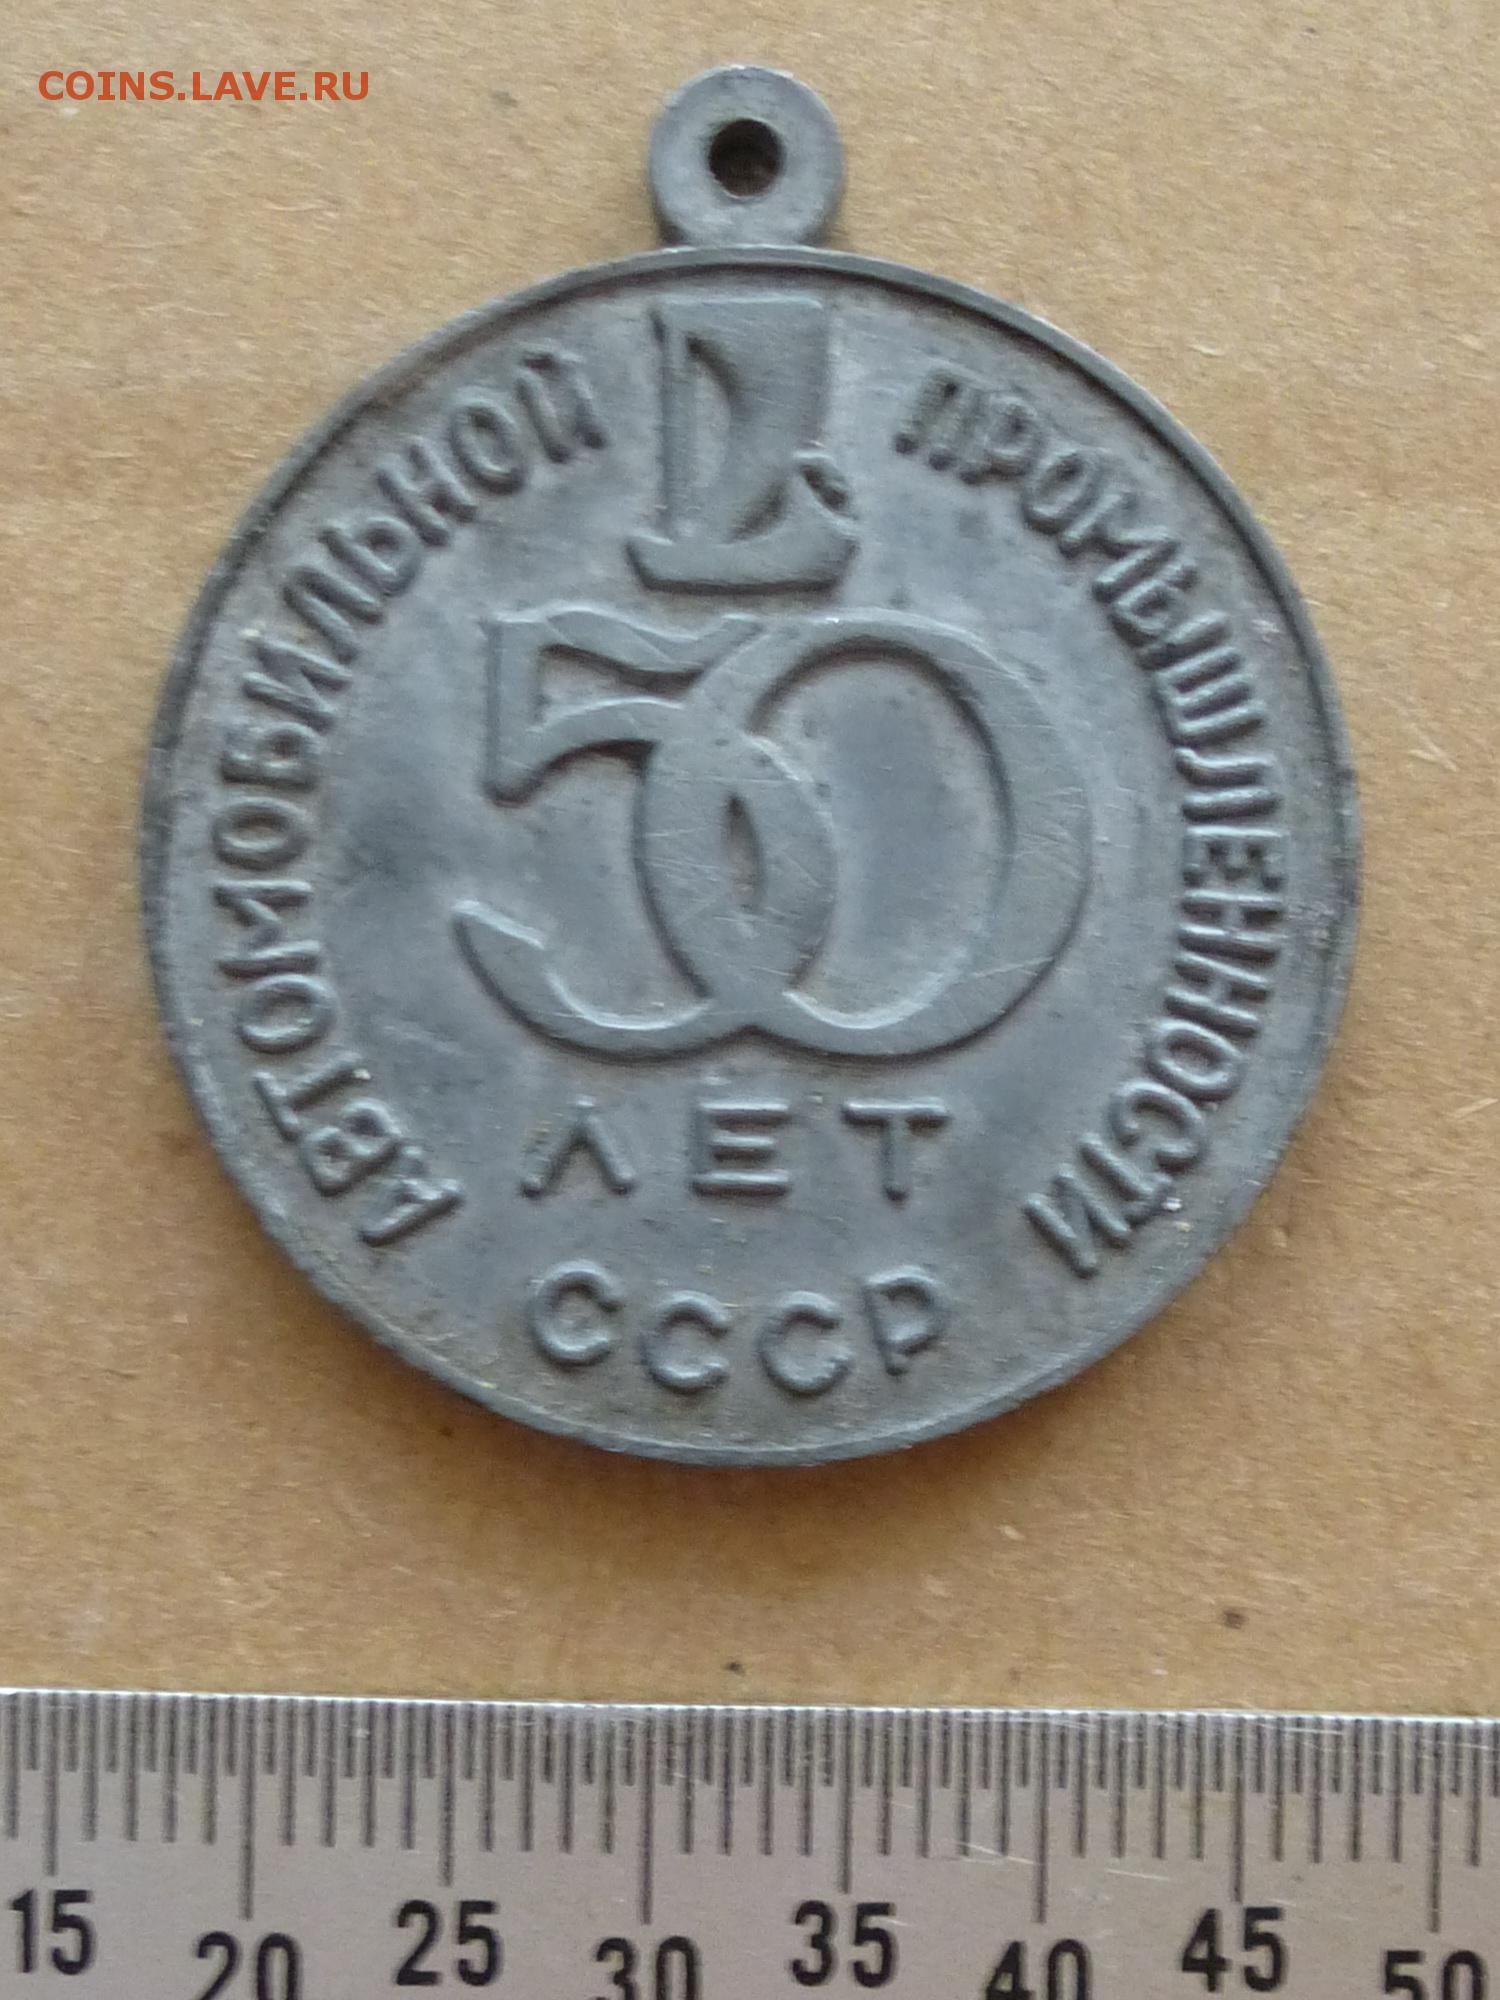 COINS.LAVE.RU
АВТОМОБИЛЬНОЙ ПРОМЫШЛЕННОСТИ
50
ЛЕТ
СССР
15 20 25 30 35 40 45 50